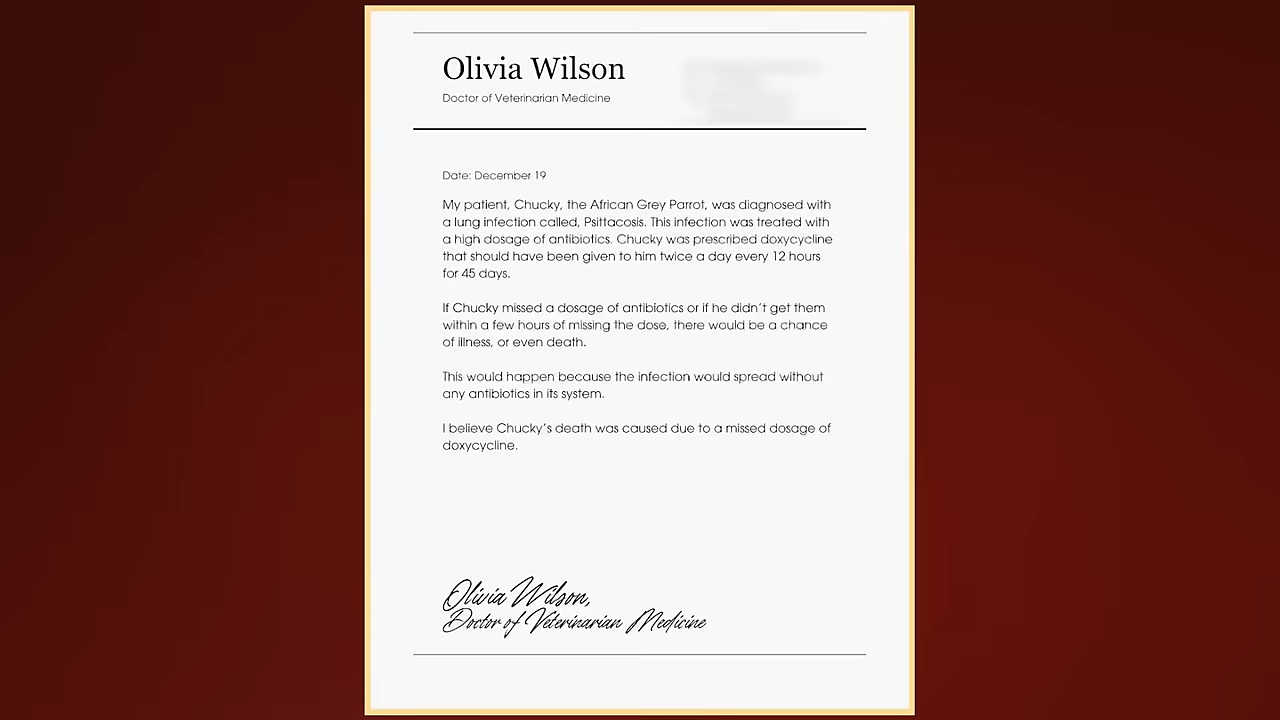 Olivia Wilson
Doctor of Veterinarian Medicine
Date: December 19
My patient, Chucky, the African Grey Parrot, was diagnosed with
a lung infection called, Psittacosis. This infection was treated with
a high dosage of antibiotics. Chucky was prescribed doxycycline
that should have been given to him twice a day every 12 hours
for 45 days.
If Chucky missed a dosage of antibiotics or if he didn't get them
within a few hours of missing the dose, there would be a chance
of illness, or even death.
This would happen because the infection would spread without
any antibiotics in its system.
I believe Chucky's death was caused due to a missed dosage of
doxycycline.
Olivia Wilson,
Doctor of Veterinarian Medicine